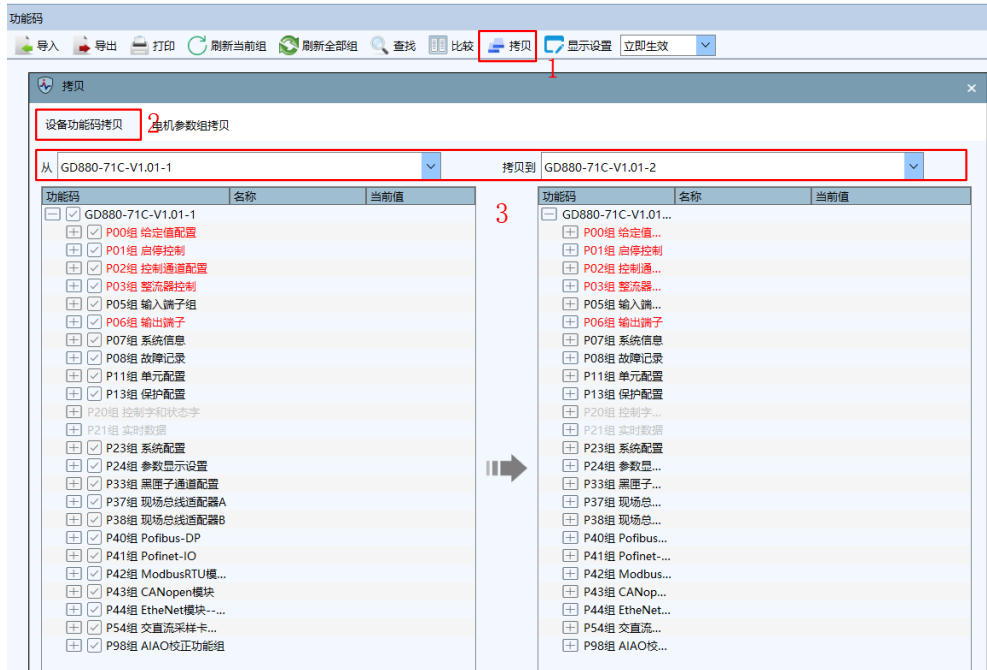 功能码
导入 导出 打印 刷新当前组 刷新全部组 查找 比较 拷贝 显示设置 立即生效
1
拷贝
设备功能码拷贝 2 电机参数组拷贝
从 GD880-71C-V1.01-1 拷贝到 GD880-71C-V1.01-2
功能码 名称 当前值 功能码 名称 当前值
3
GD880-71C-V1.01-1 GD880-71C-V1.01...
P00组 给定值配置 P00组 给定值...
P01组 启停控制 P01组 启停控制
P02组 控制通道配置 P02组 控制通...
P03组 整流器控制 P03组 整流器...
P05组 输入端子组 P05组 输入端...
P06组 输出端子 P06组 输出端子
P07组 系统信息 P07组 系统信息
P08组 故障记录 P08组 故障记录
P11组 单元配置 P11组 单元配置
P13组 保护配置 P13组 保护配置
P20组 控制字和状态字 P20组 控制字...
P21组 实时数据 P21组 实时数据
P23组 系统配置 P23组 系统配置
P24组 参数显示设置 P24组 参数显...
P33组 黑匣子通道配置 P33组 黑匣子...
P37组 现场总线适配器A P37组 现场总...
P38组 现场总线适配器B P38组 现场总...
P40组 Pofibus-DP P40组 Pofibus...
P41组 Pofinet-IO P41组 Pofinet-...
P42组 ModbusRTU模... P42组 Modbus...
P43组 CANopen模块 P43组 CANop...
P44组 EtheNet模块--... P44组 EtheNet...
P54组 交直流采样卡... P54组 交直流...
P98组 AIAO校正功能组 P98组 AIAO校...